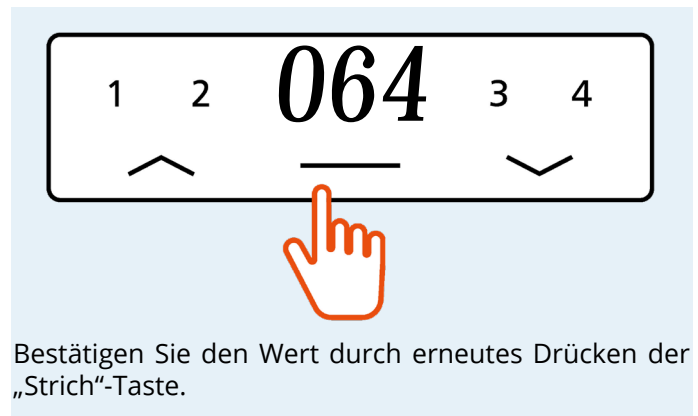 1 2 064 3 4
Bestätigen Sie den Wert durch erneutes Drücken der
„Strich“-Taste.